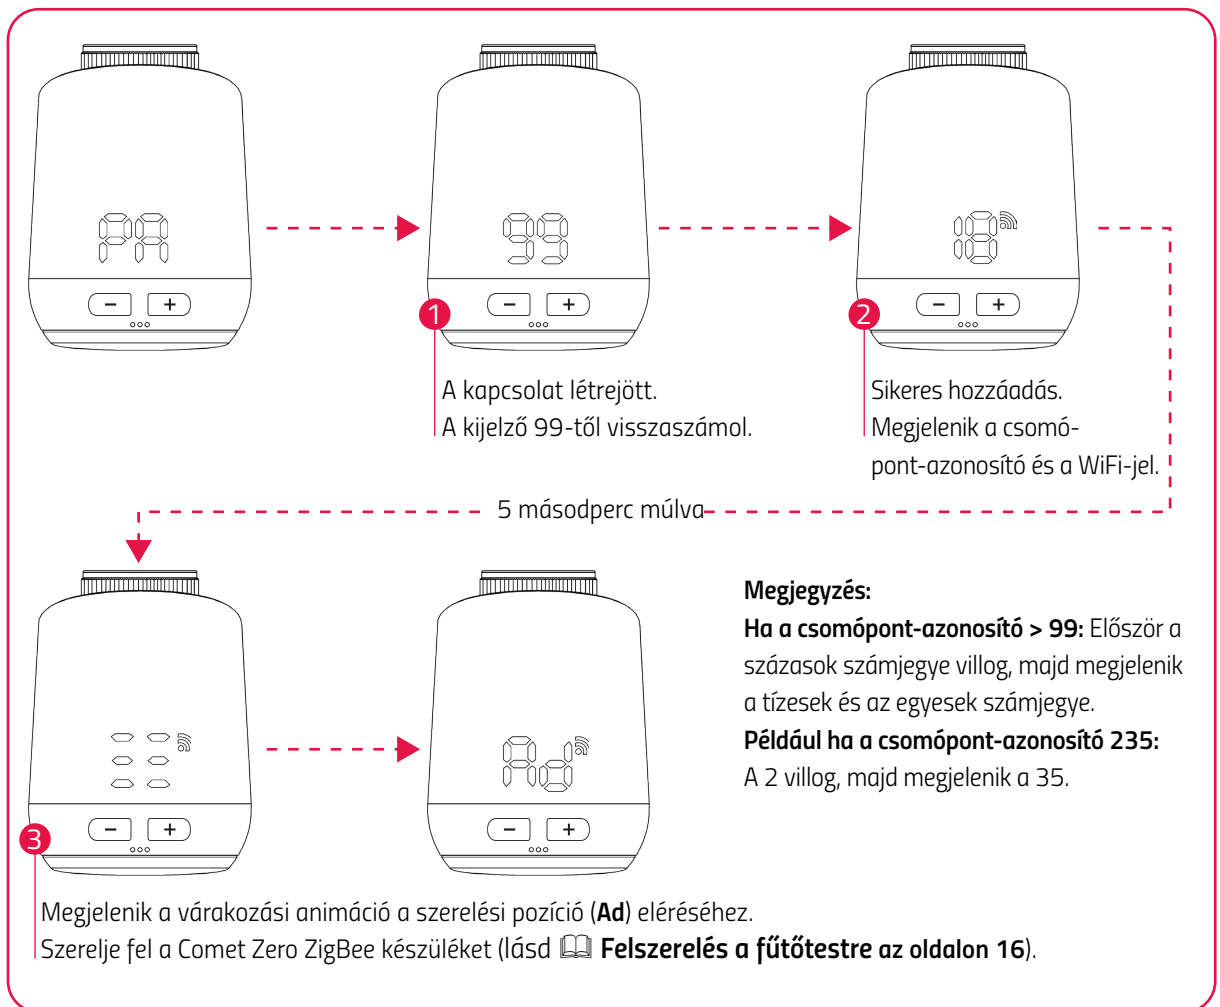 PA
99
18
- +
- +
- +
1
2
A kapcsolat létrejött.
A kijelző 99-től visszaszámol.
Sikeres hozzáadás.
Megjelenik a csomó-
pont-azonosító és a WiFi-jel.
5 másodperc múlva
Ad
- +
- +
3
Megjegyzés:
Ha a csomópont-azonosító > 99: Először a
százasok számjegye villog, majd megjelenik
a tízesek és az egyesek számjegye.
Például ha a csomópont-azonosító 235:
A 2 villog, majd megjelenik a 35.
Megjelenik a várakozási animáció a szerelési pozíció (Ad) eléréséhez.
Szerelje fel a Comet Zero ZigBee készüléket (lásd 🕮 Felszerelés a fűtőtestre az oldalon 16).